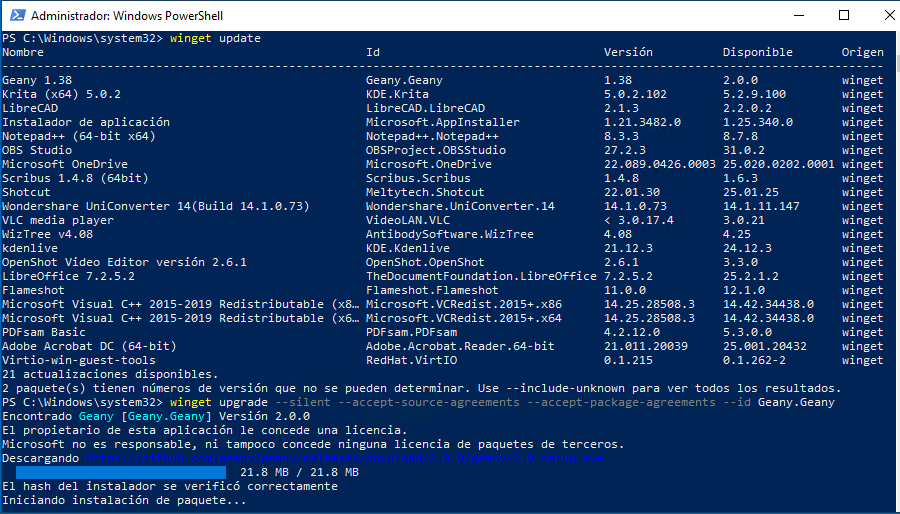 Administrador: Windows PowerShell
PS C:\Windows\system32> winget update
Nombre Id Versión Disponible Origen
--------------------------------------------------------------------------------------------------------------------------
Geany 1.38 Geany.Geany 1.38 2.0.0 winget
Krita (x64) 5.0.2 KDE.Krita 5.0.2.102 5.2.9.100 winget
LibreCAD LibreCAD.LibreCAD 2.1.3 2.2.0.2 winget
Instalador de aplicación Microsoft.AppInstaller 1.21.3482.0 1.25.340.0 winget
Notepad++ (64-bit x64) Notepad++.Notepad++ 8.3.3 8.7.8 winget
OBS Studio OBSProject.OBSStudio 27.2.3 31.0.2 winget
Microsoft OneDrive Microsoft.OneDrive 22.089.0426.0003 25.020.0202.0001 winget
Scribus 1.4.8 (64bit) Scribus.Scribus 1.4.8 1.6.3 winget
Shotcut Meltytech.Shotcut 22.01.30 25.01.25 winget
Wondershare UniConverter 14(Build 14.1.0.73) Wondershare.UniConverter.14 14.1.0.73 14.1.11.147 winget
VLC media player VideoLAN.VLC < 3.0.17.4 3.0.21 winget
WizTree v4.08 AntibodySoftware.WizTree 4.08 4.25 winget
kdenlive KDE.Kdenlive 21.12.3 24.12.3 winget
OpenShot Video Editor versión 2.6.1 OpenShot.OpenShot 2.6.1 3.3.0 winget
LibreOffice 7.2.5.2 TheDocumentFoundation.LibreOffice 7.2.5.2 25.2.1.2 winget
Flameshot Flameshot.Flameshot 11.0.0 12.1.0 winget
Microsoft Visual C++ 2015-2019 Redistributable (x8… Microsoft.VCRedist.2015+.x86 14.25.28508.3 14.42.34438.0 winget
Microsoft Visual C++ 2015-2019 Redistributable (x6… Microsoft.VCRedist.2015+.x64 14.25.28508.3 14.42.34438.0 winget
PDFsam Basic PDFsam.PDFsam 4.2.12.0 5.3.0.0 winget
Adobe Acrobat DC (64-bit) Adobe.Acrobat.Reader.64-bit 21.011.20039 25.001.20432 winget
Virtio-win-guest-tools RedHat.VirtIO 0.1.215 0.1.262-2 winget
21 actualizaciones disponibles.
2 paquete(s) tienen números de versión que no se pueden determinar. Use --include-unknown para ver todos los resultados.
PS C:\Windows\system32> winget upgrade --silent --accept-source-agreements --accept-package-agreements --id Geany.Geany
Encontrado Geany [Geany.Geany] Versión 2.0.0
El propietario de esta aplicación le concede una licencia.
Microsoft no es responsable, ni tampoco concede ninguna licencia de paquetes de terceros.
Descargando https://github.com/geany/geany/releases/download/2.0.0/geany-2.0_setup.exe
21.8 MB / 21.8 MB
El hash del instalador se verificó correctamente
Iniciando instalación de paquete...